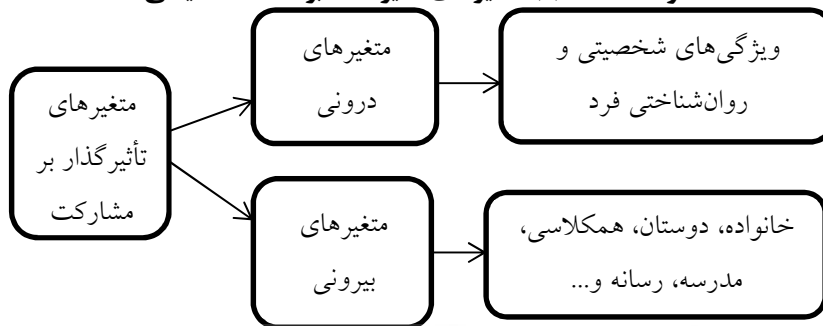 متغیرهای
تأثیرگذار بر
مشارکت
متغیرهای
درونی
ویژگی‌های شخصیتی و
روان‌شناختی فرد
متغیرهای
بیرونی
خانواده، دوستان، همکلاسی،
مدرسه، رسانه و...